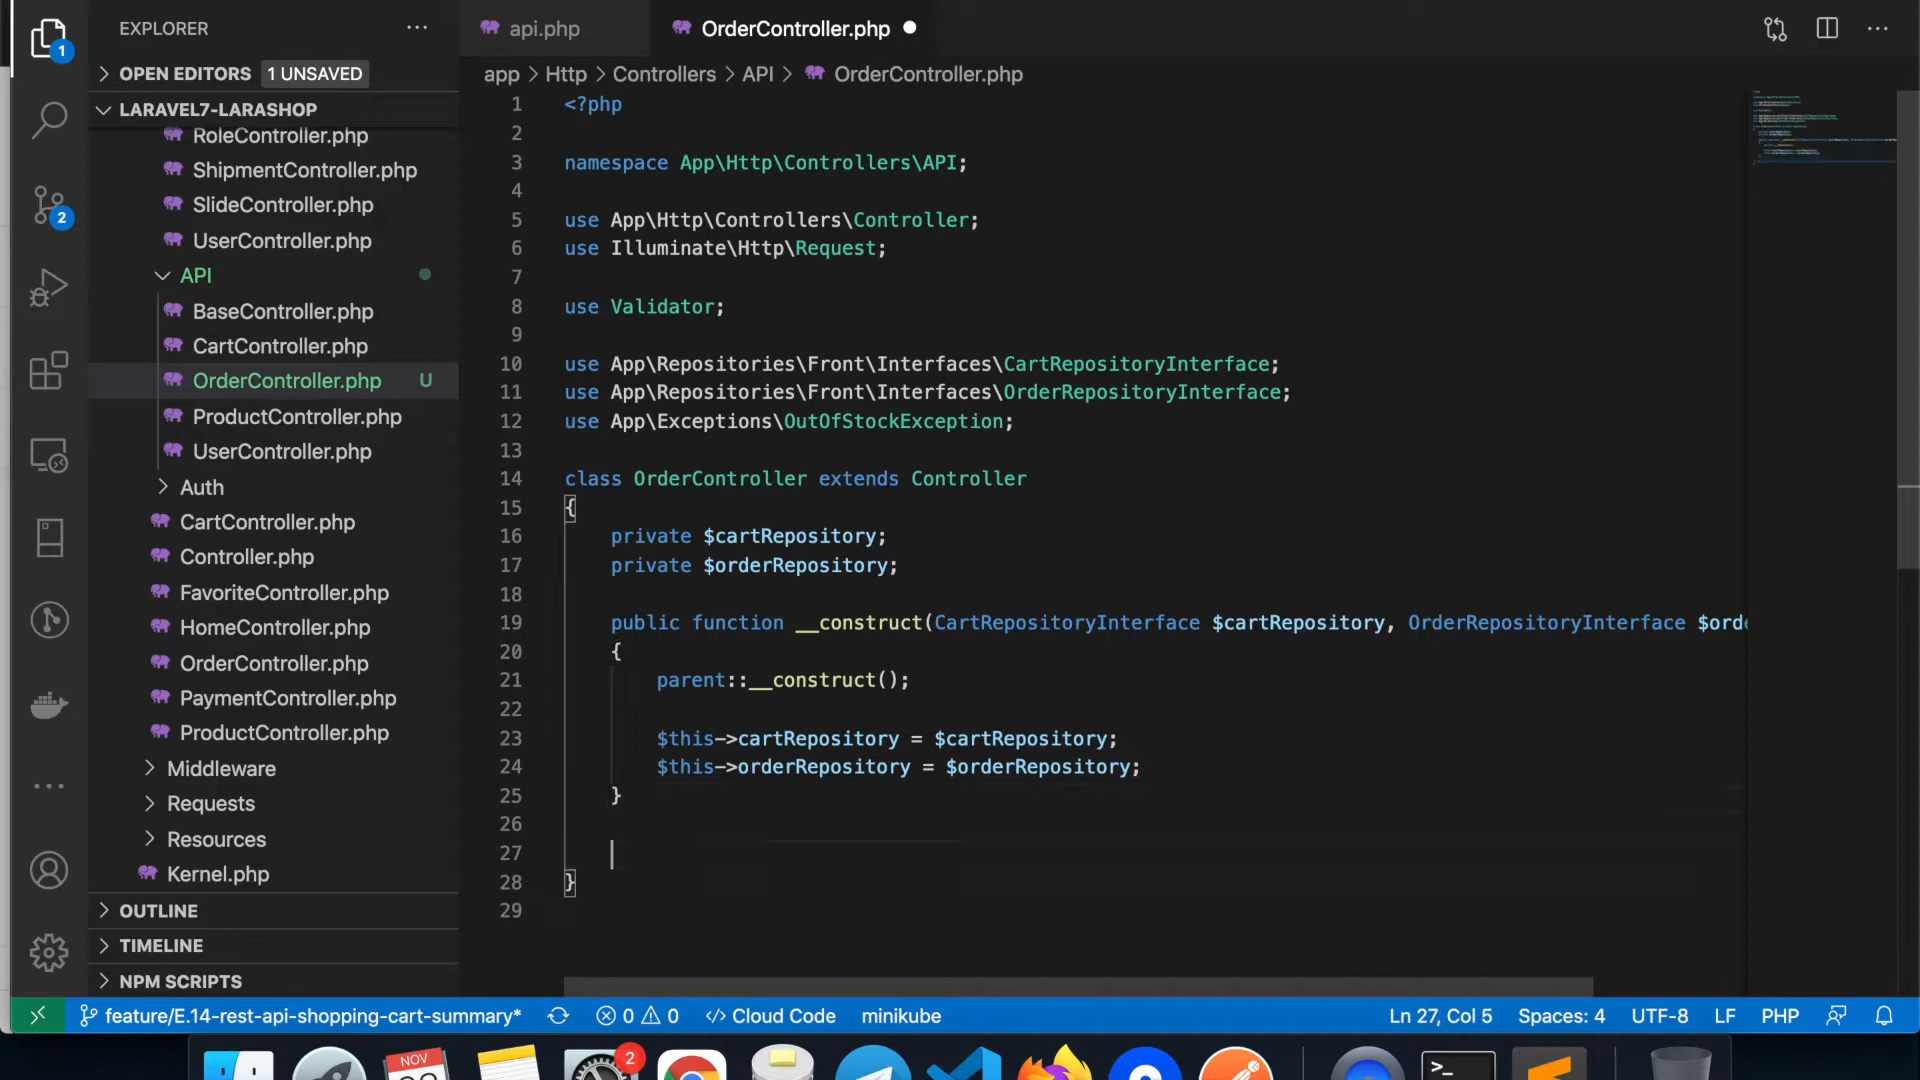 1
EXPLORER
OPEN EDITORS 1 UNSAVED
LARAVEL7-LARASHOP
RoleController.php
ShipmentController.php
SlideController.php
2
UserController.php
API
BaseController.php
CartController.php
OrderController.php U
ProductController.php
UserController.php
Auth
CartController.php
Controller.php
FavoriteController.php
HomeController.php
OrderController.php
PaymentController.php
ProductController.php
Middleware
Requests
Resources
Kernel.php
OUTLINE
TIMELINE
NPM SCRIPTS
api.php
OrderController.php
app > Http > Controllers > API > OrderController.php
1 <?php
2
3 namespace App\Http\Controllers\API;
4
5 use App\Http\Controllers\Controller;
6 use Illuminate\Http\Request;
7
8 use Validator;
9
10 use App\Repositories\Front\Interfaces\CartRepositoryInterface;
11 use App\Repositories\Front\Interfaces\OrderRepositoryInterface;
12 use App\Exceptions\OutOfStockException;
13
14 class OrderController extends Controller
15 {
16 private $cartRepository;
17 private $orderRepository;
18
19 public function __construct(CartRepositoryInterface $cartRepository, OrderRepositoryInterface $orde
20 {
21 parent::__construct();
22
23 $this->cartRepository = $cartRepository;
24 $this->orderRepository = $orderRepository;
25 }
26
27
28 }
29
feature/E.14-rest-api-shopping-cart-summary* 0 0 Cloud Code minikube Ln 27, Col 5 Spaces: 4 UTF-8 LF PHP
NOV
2
>_